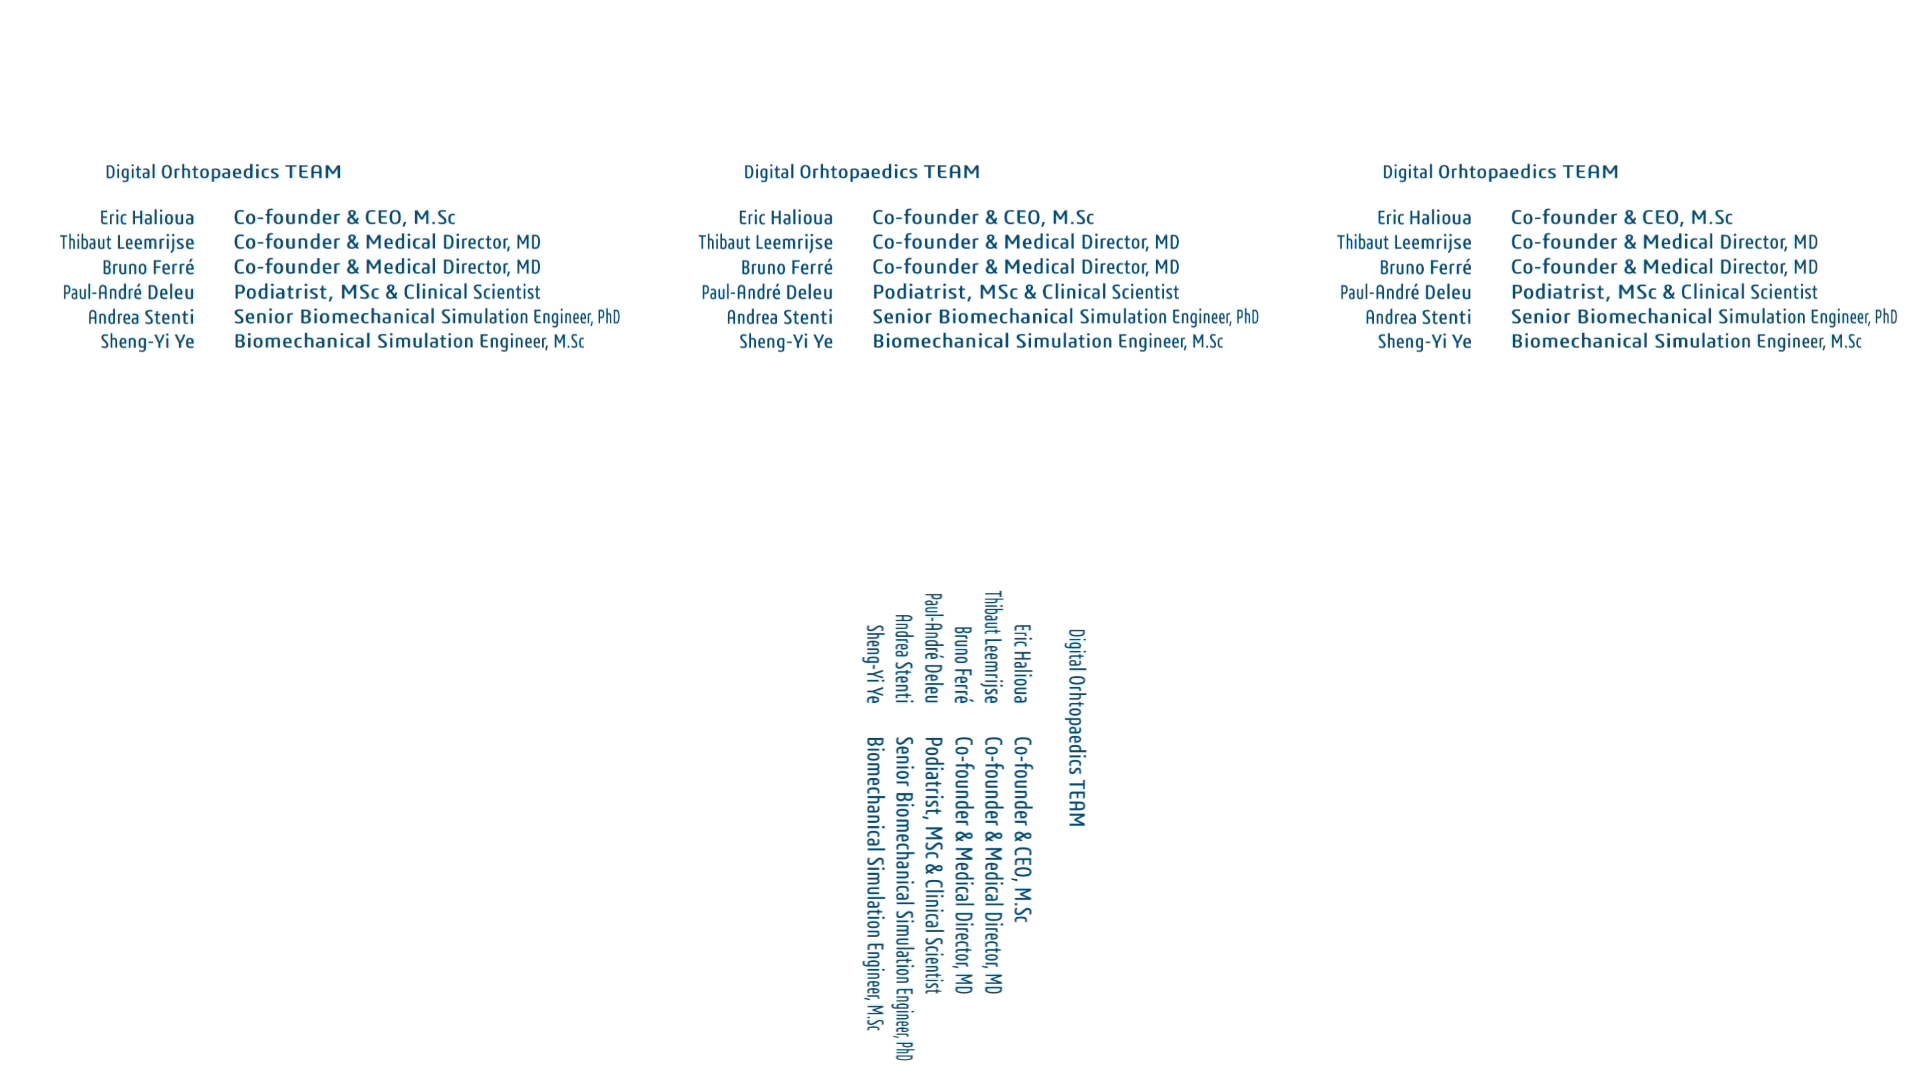 Digital Orhtopaedics TEAM
Eric Halioua Co-founder & CEO, M.Sc
Thibaut Leemrijse Co-founder & Medical Director, MD
Bruno Ferré Co-founder & Medical Director, MD
Paul-André Deleu Podiatrist, MSc & Clinical Scientist
Andrea Stenti Senior Biomechanical Simulation Engineer, PhD
Sheng-Yi Ye Biomechanical Simulation Engineer, M.Sc
Digital Orhtopaedics TEAM
Eric Halioua Co-founder & CEO, M.Sc
Thibaut Leemrijse Co-founder & Medical Director, MD
Bruno Ferré Co-founder & Medical Director, MD
Paul-André Deleu Podiatrist, MSc & Clinical Scientist
Andrea Stenti Senior Biomechanical Simulation Engineer, PhD
Sheng-Yi Ye Biomechanical Simulation Engineer, M.Sc
Digital Orhtopaedics TEAM
Eric Halioua Co-founder & CEO, M.Sc
Thibaut Leemrijse Co-founder & Medical Director, MD
Bruno Ferré Co-founder & Medical Director, MD
Paul-André Deleu Podiatrist, MSc & Clinical Scientist
Andrea Stenti Senior Biomechanical Simulation Engineer, PhD
Sheng-Yi Ye Biomechanical Simulation Engineer, M.Sc
Digital Orhtopaedics TEAM
Eric Halioua Co-founder & CEO, M.Sc
Thibaut Leemrijse Co-founder & Medical Director, MD
Bruno Ferré Co-founder & Medical Director, MD
Paul-André Deleu Podiatrist, MSc & Clinical Scientist
Andrea Stenti Senior Biomechanical Simulation Engineer, PhD
Sheng-Yi Ye Biomechanical Simulation Engineer, M.Sc